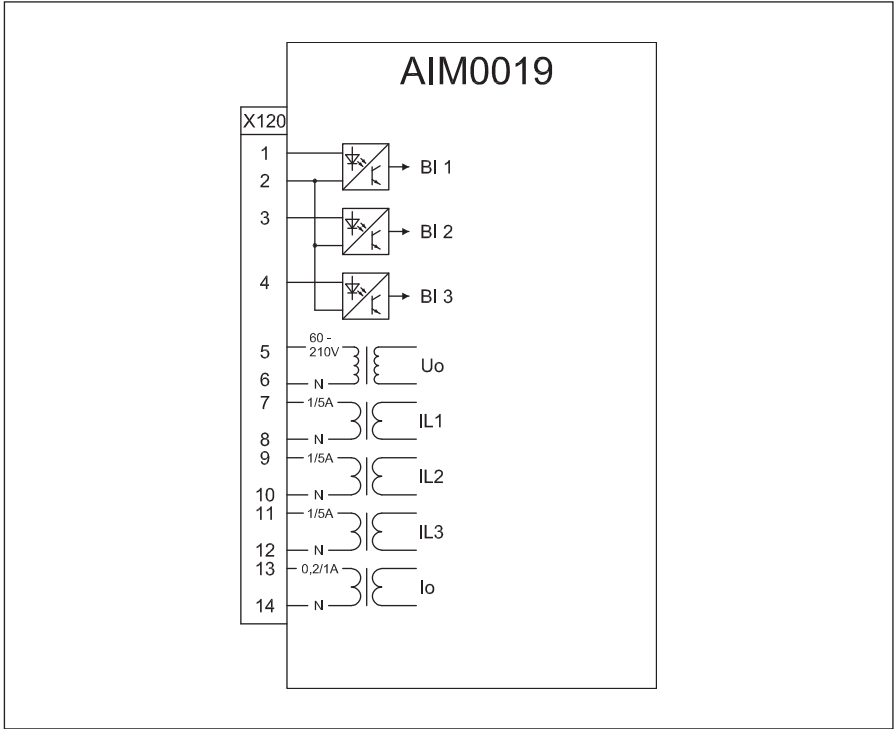 AIM0019
X120
1
BI 1
2
3
BI 2
4
BI 3
5 60 - 210V
Uo
6 N
7 1/5A
IL1
8 N
9 1/5A
IL2
10 N
11 1/5A
IL3
12 N
13 0,2/1A
Io
14 N